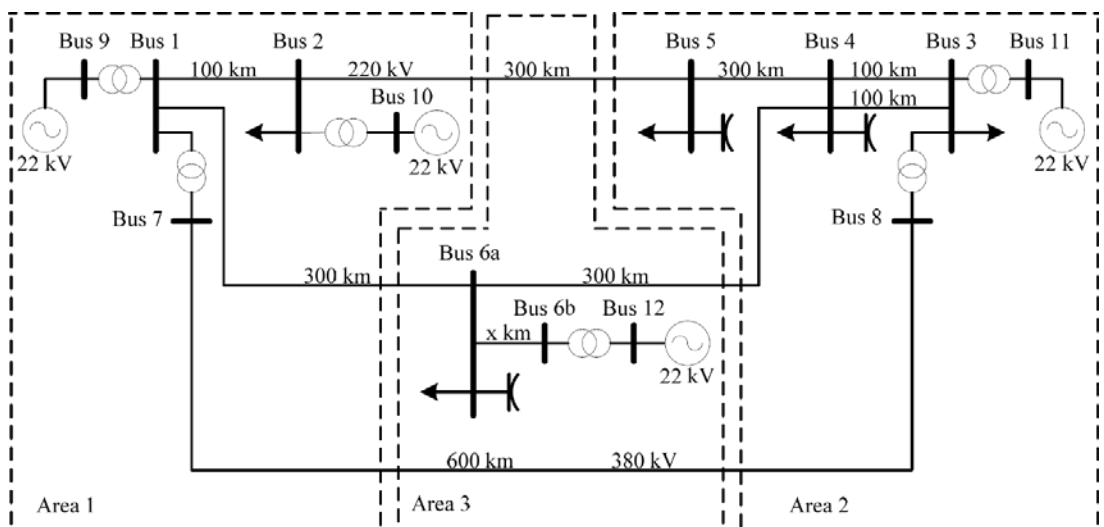 Bus 9
Bus 1
Bus 2
Bus 5
Bus 4
Bus 3
Bus 11
100 km
220 kV
300 km
300 km
100 km
Bus 10
100 km
22 kV
22 kV
22 kV
Bus 7
Bus 8
Bus 6a
300 km
300 km
Bus 6b
Bus 12
x km
22 kV
600 km
380 kV
Area 1
Area 3
Area 2